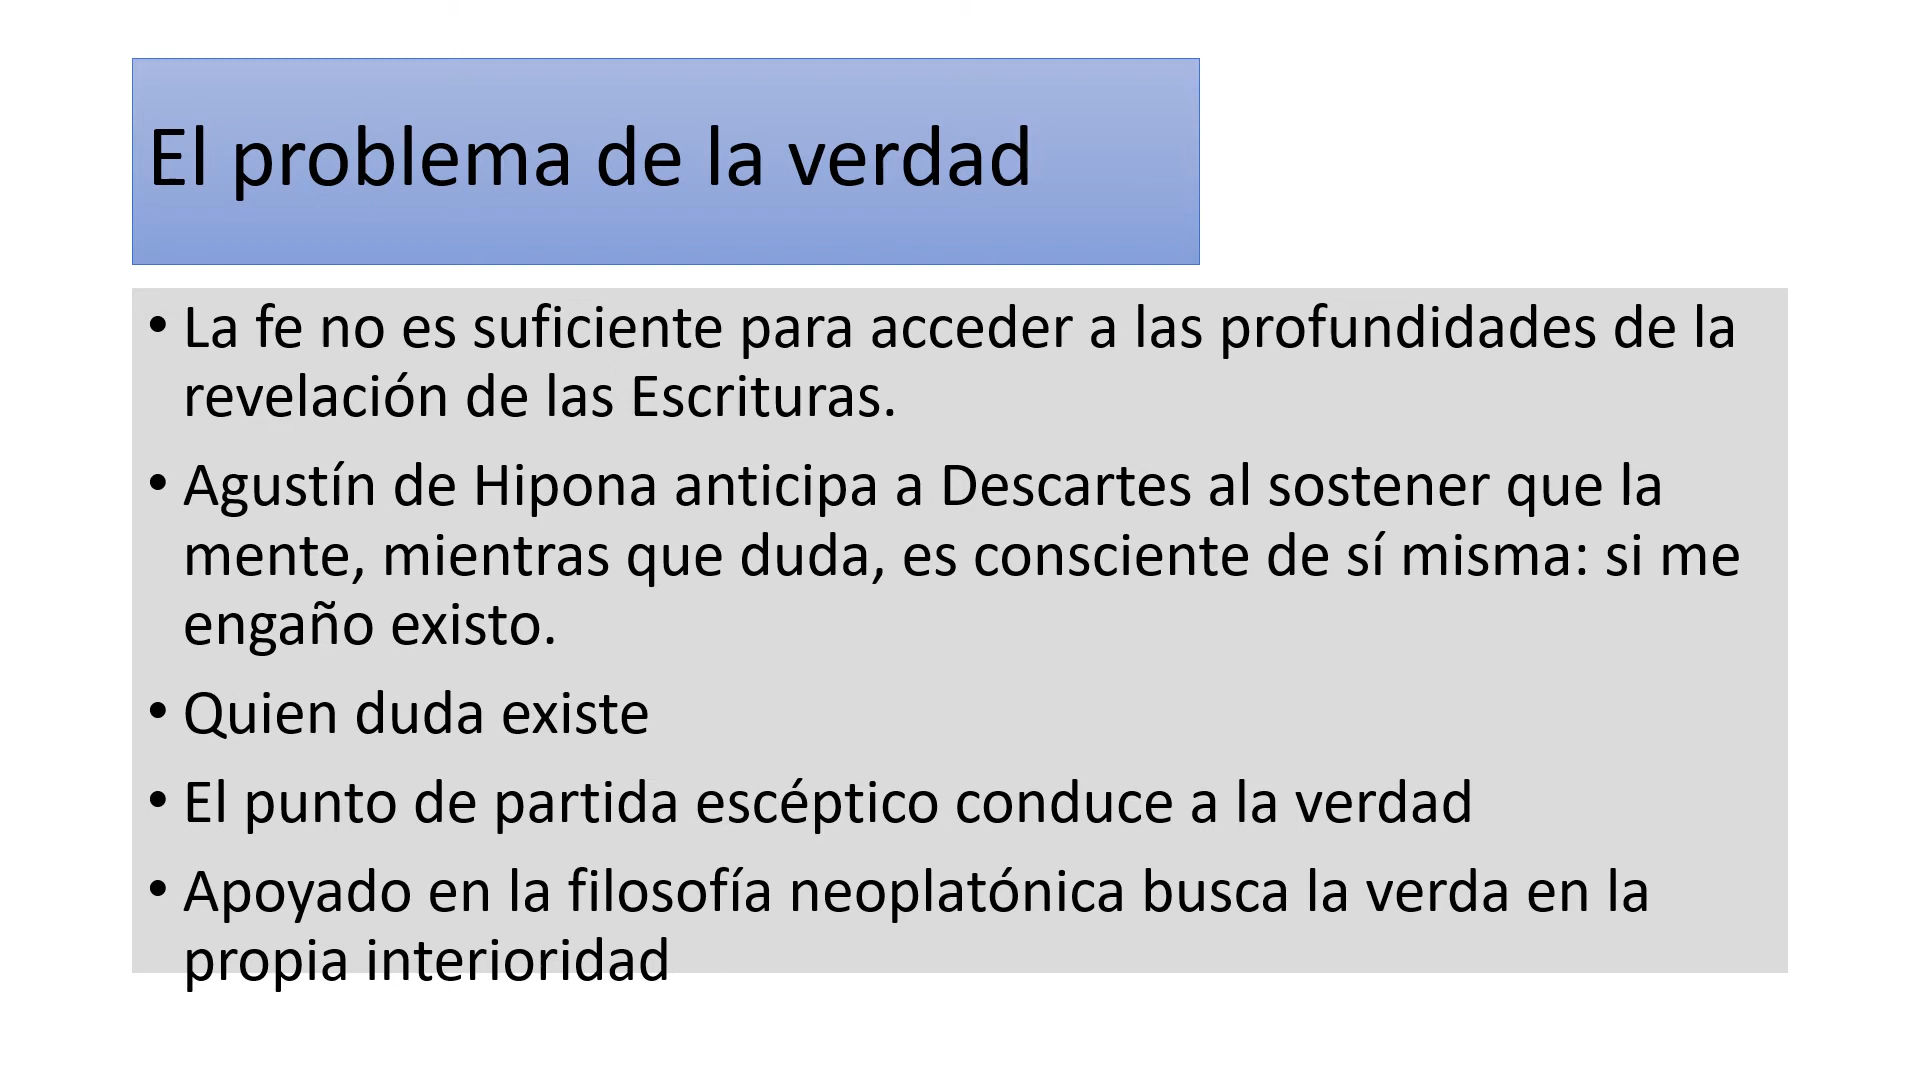 El problema de la verdad
• La fe no es suficiente para acceder a las profundidades de la
revelación de las Escrituras.
• Agustín de Hipona anticipa a Descartes al sostener que la
mente, mientras que duda, es consciente de sí misma: si me
engaño existo.
• Quien duda existe
• El punto de partida escéptico conduce a la verdad
• Apoyado en la filosofía neoplatónica busca la verda en la
propia interioridad